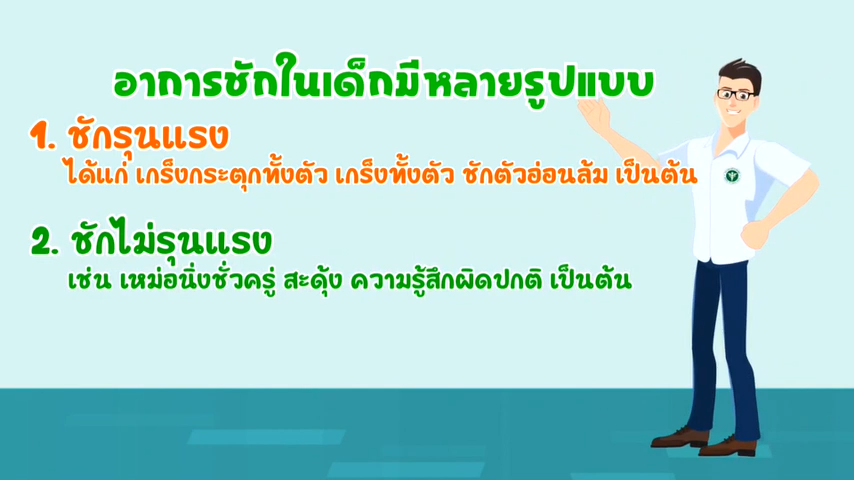 อาการชักในเด็กมีหลายรูปแบบ
1. ชักรุนแรง
ได้แก่ เกร็งกระตุกทั้งตัว เกร็งทั้งตัว ชักตัวอ่อนล้ม เป็นต้น
2. ชักไม่รุนแรง
เช่น เหม่อนิ่งชั่วครู่ สะดุ้ง ความรู้สึกผิดปกติ เป็นต้น